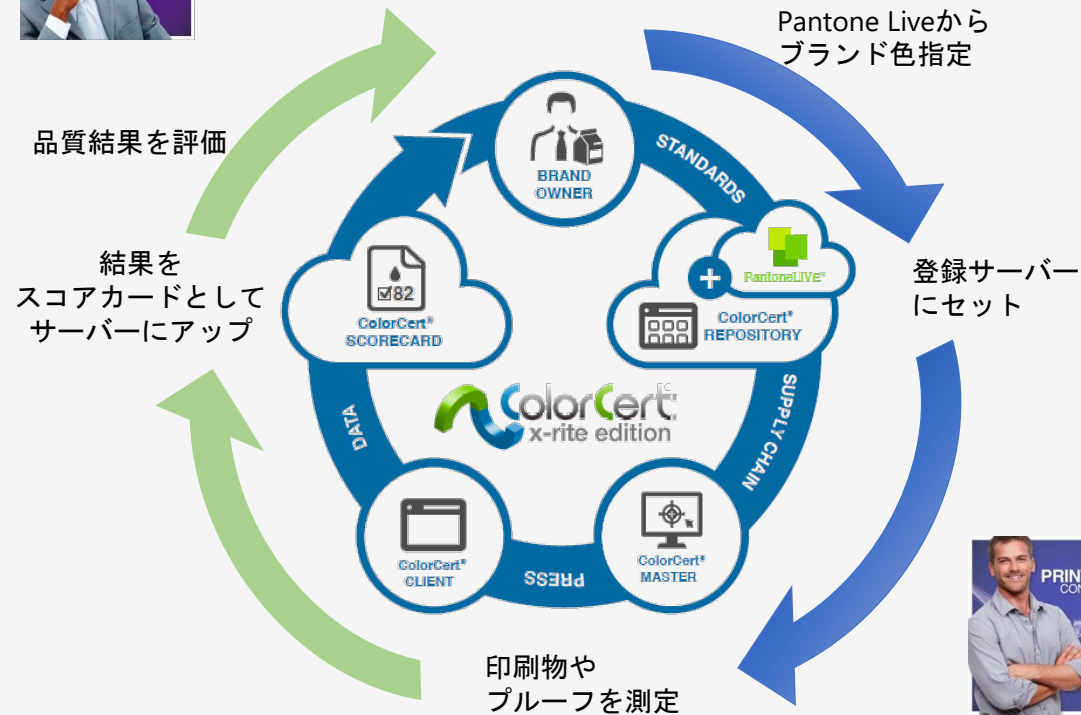 Pantone Liveから
ブランド色指定
品質結果を評価
BRAND
OWNER
STANDARDS
PantoneLIVE™
ColorCert®
REPOSITORY
登録サーバー
にセット
結果を
スコアカードとして
サーバーにアップ
82
ColorCert®
SCORECARD
ColorCert
x-rite edition
SUPPLY CHAIN
DATA
ColorCert®
CLIENT
PRESS
ColorCert®
MASTER
印刷物や
プルーフを測定